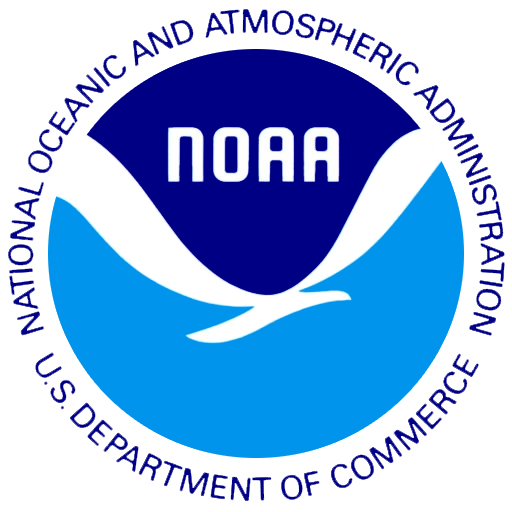 NATIONAL OCEANIC AND ATMOSPHERIC ADMINISTRATION
NOAA
U.S. DEPARTMENT OF COMMERCE